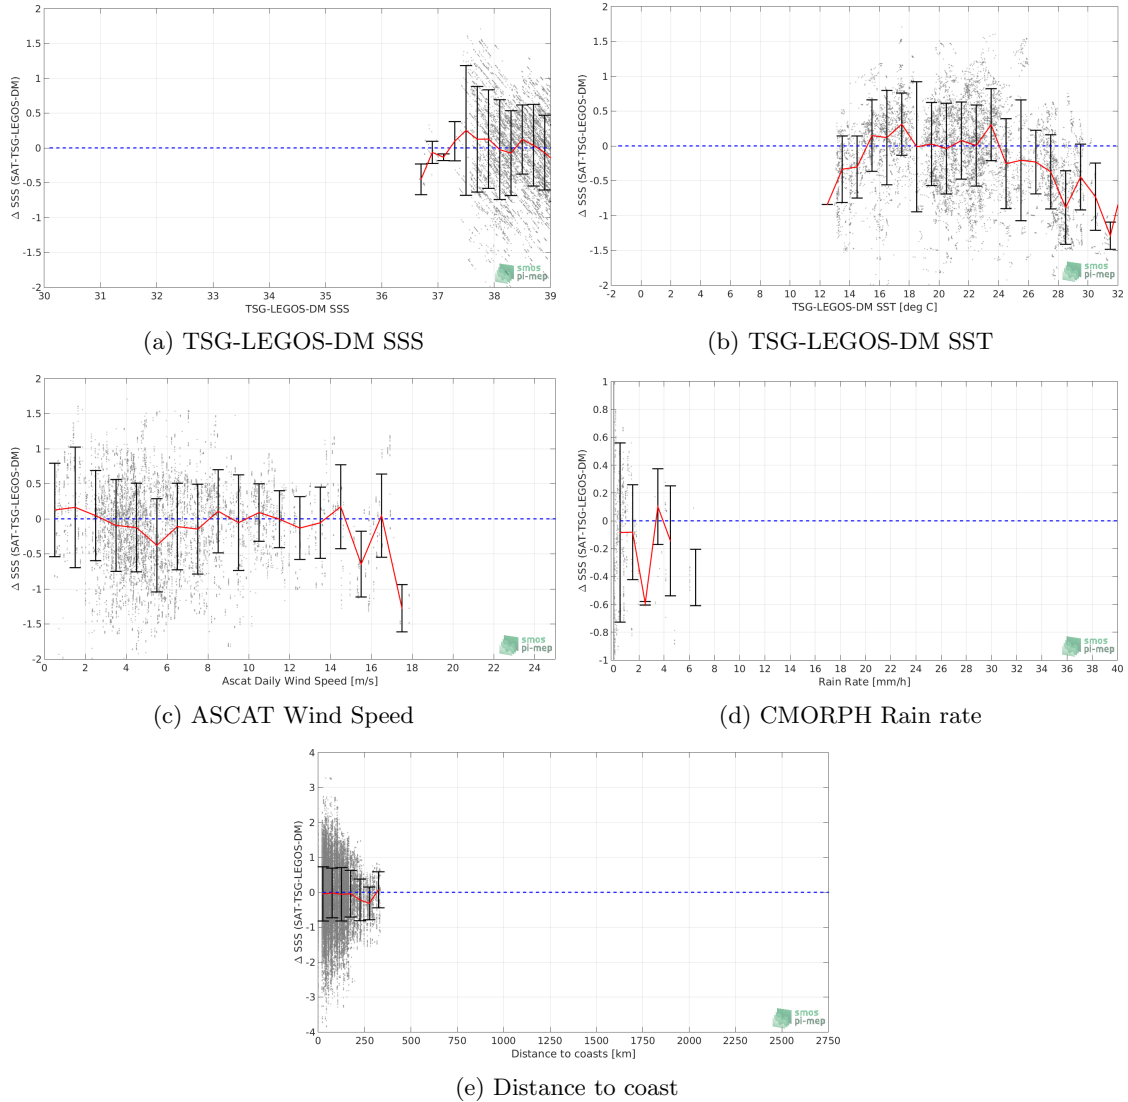 2
1.5
1
0.5
0
-0.5
-1
-1.5
-2
Δ SSS (SAT-TSG-LEGOS-DM)
30 31 32 33 34 35 36 37 38 39
TSG-LEGOS-DM SSS
smos
pi-mep
(a) TSG-LEGOS-DM SSS
2
1.5
1
0.5
0
-0.5
-1
-1.5
-2
Δ SSS (SAT-TSG-LEGOS-DM)
-2 0 2 4 6 8 10 12 14 16 18 20 22 24 26 28 30 32
TSG-LEGOS-DM SST [deg C]
smos
pi-mep
(b) TSG-LEGOS-DM SST
2
1.5
1
0.5
0
-0.5
-1
-1.5
-2
Δ SSS (SAT-TSG-LEGOS-DM)
0 2 4 6 8 10 12 14 16 18 20 22 24
Ascat Daily Wind Speed [m/s]
smos
pi-mep
(c) ASCAT Wind Speed
1
0.8
0.6
0.4
0.2
0
-0.2
-0.4
-0.6
-0.8
-1
Δ SSS (SAT-TSG-LEGOS-DM)
0 2 4 6 8 10 12 14 16 18 20 22 24 26 28 30 32 34 36 38 40
Rain Rate [mm/h]
smos
pi-mep
(d) CMORPH Rain rate
4
3
2
1
0
-1
-2
-3
-4
Δ SSS (SAT-TSG-LEGOS-DM)
0 250 500 750 1000 1250 1500 1750 2000 2250 2500 2750
Distance to coasts [km]
smos
pi-mep
(e) Distance to coast